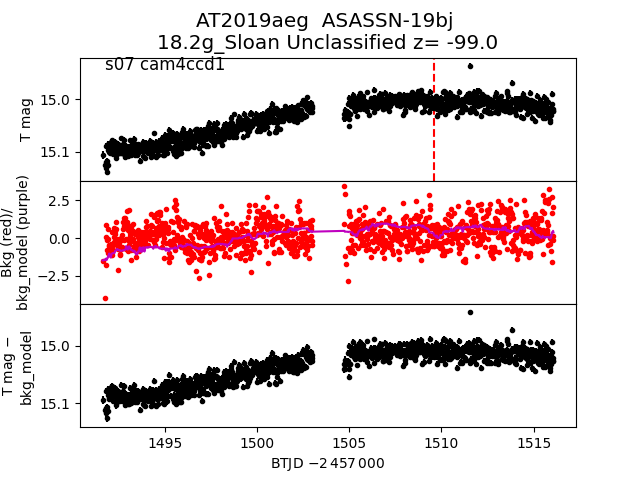 AT2019aeg  ASASSN-19bj
18.2g_Sloan Unclassified z= -99.0
s07 cam4ccd1
T mag
15.0
15.1
Bkg (red)/
bkg_model (purple)
2.5
0.0
−2.5
T mag −
bkg_model
15.0
15.1
1495
1500
1505
1510
1515
BTJD −2 457 000